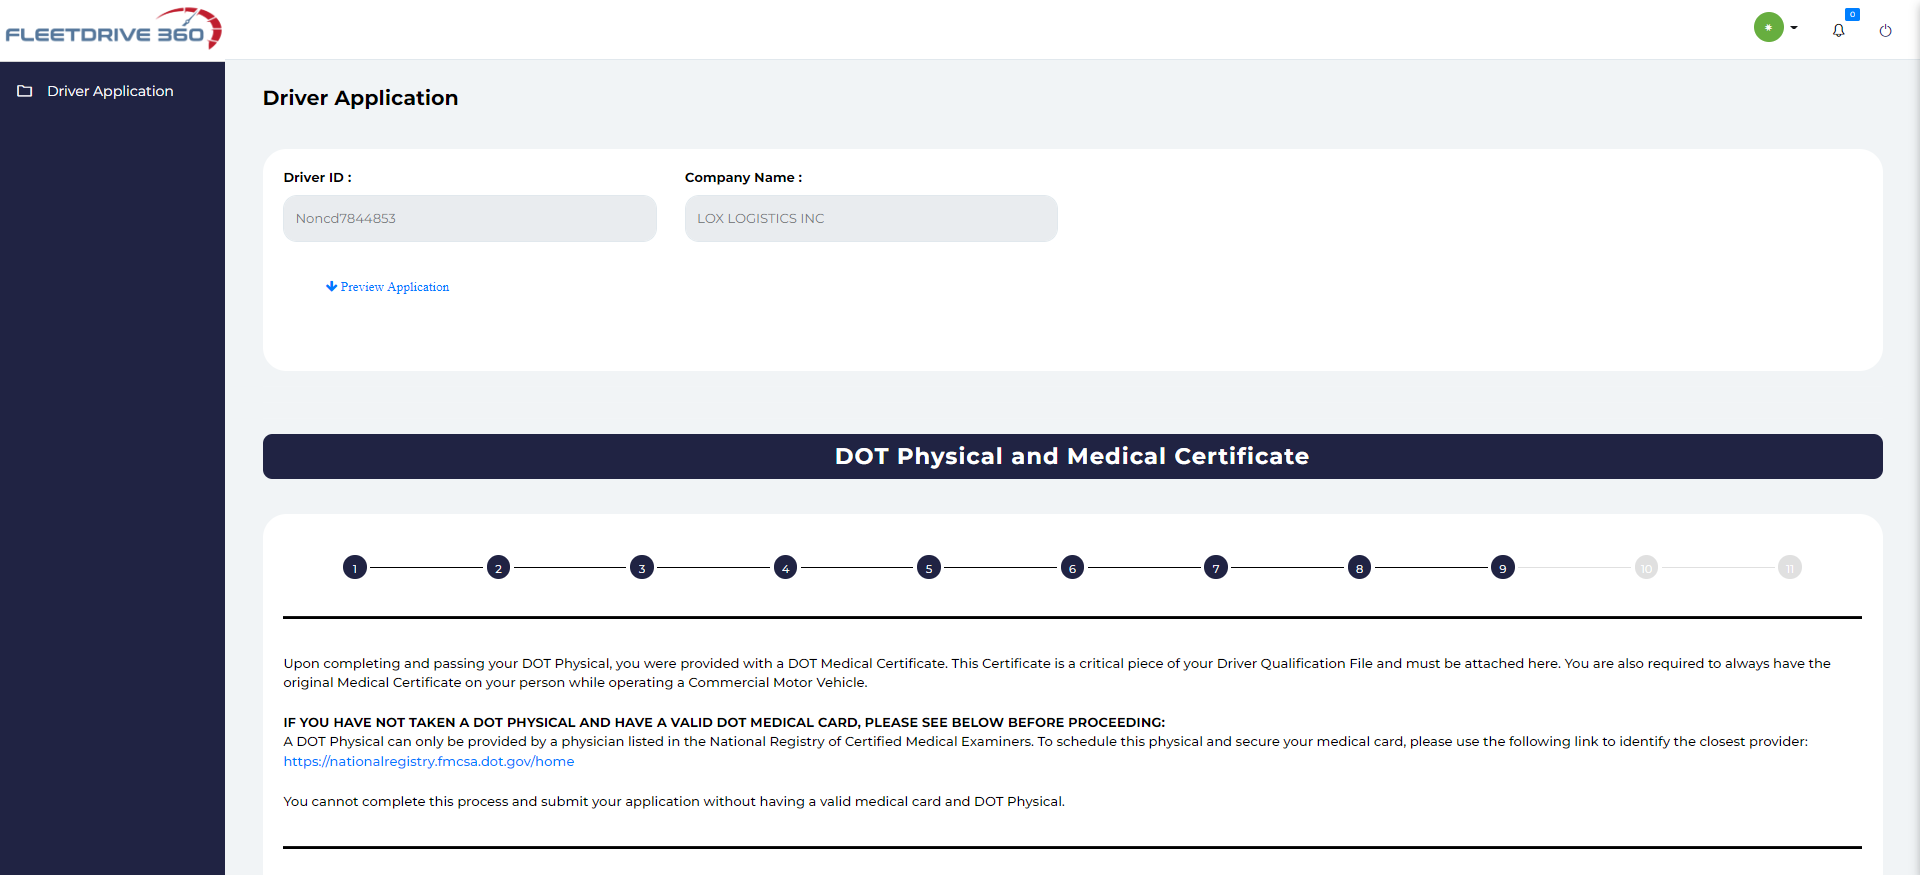 FLEETDRIVE 360
0
Driver Application
Driver Application
Driver ID :
Company Name :
Noncd7844853
LOX LOGISTICS INC
Preview Application
DOT Physical and Medical Certificate
1 2 3 4 5 6 7 8 9 10 11
Upon completing and passing your DOT Physical, you were provided with a DOT Medical Certificate. This Certificate is a critical piece of your Driver Qualification File and must be attached here. You are also required to always have the
original Medical Certificate on your person while operating a Commercial Motor Vehicle.
IF YOU HAVE NOT TAKEN A DOT PHYSICAL AND HAVE A VALID DOT MEDICAL CARD, PLEASE SEE BELOW BEFORE PROCEEDING:
A DOT Physical can only be provided by a physician listed in the National Registry of Certified Medical Examiners. To schedule this physical and secure your medical card, please use the following link to identify the closest provider:
https://nationalregistry.fmcsa.dot.gov/home
You cannot complete this process and submit your application without having a valid medical card and DOT Physical.